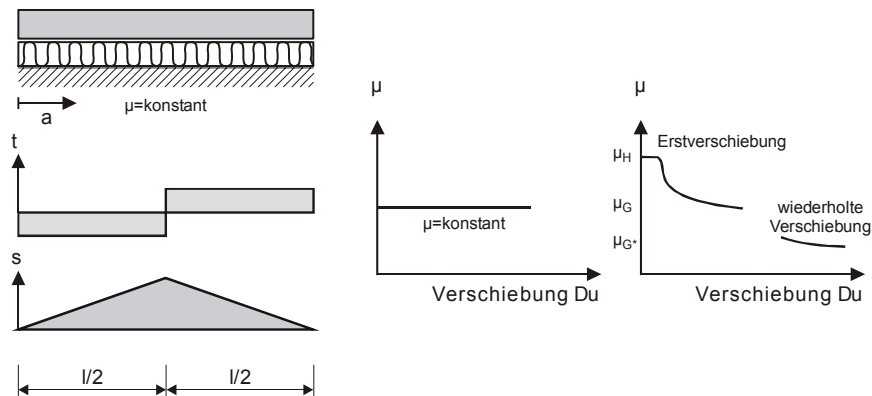 a
µ=konstant
t
s
l/2
l/2
µ
µ=konstant
Verschiebung Du
µ
µH
Erstverschiebung
µG
wiederholte
Verschiebung
µG*
Verschiebung Du